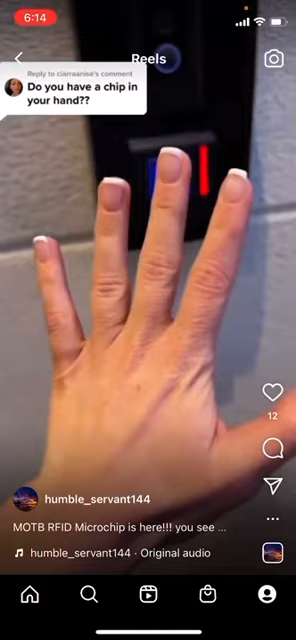 6:14
Reels
Reply to ciarraanise's comment
Do you have a chip in
your hand??
12
humble_servant144
MOTB RFID Microchip is here!!! you see ...
humble_servant144 · Original audio